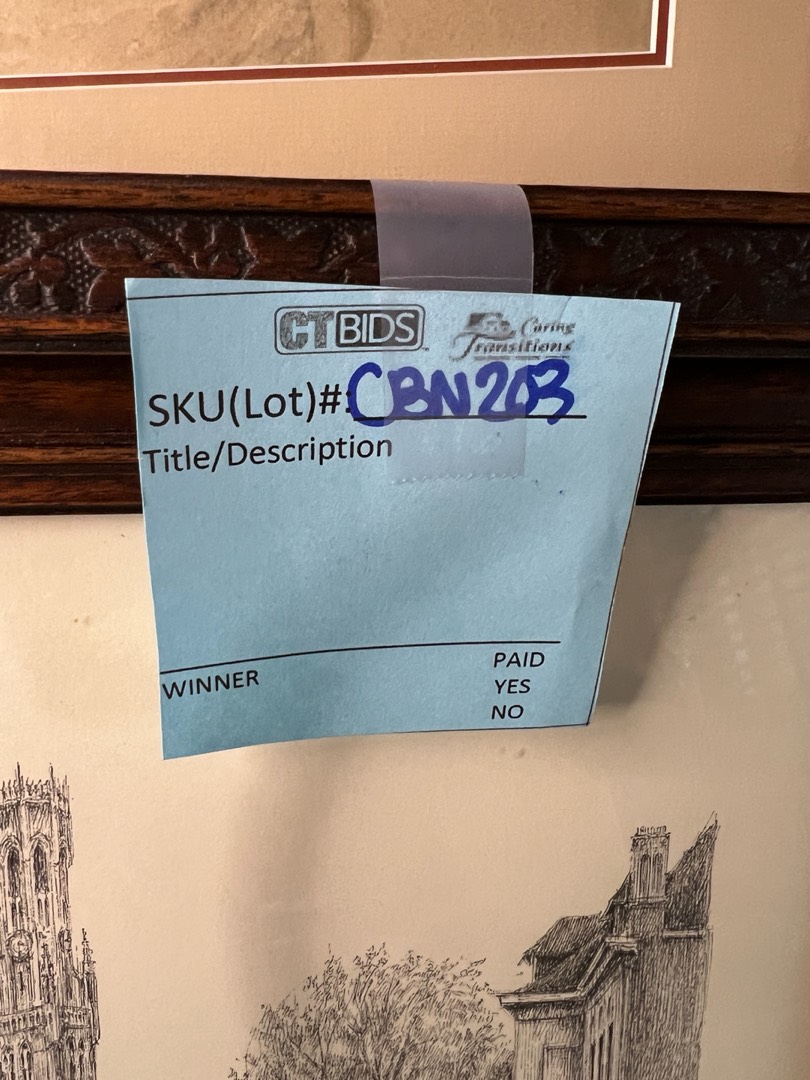 CTBIDS Caring
Transitions
SKU(Lot)#: CBN203
Title/Description
WINNER PAID
YES
NO